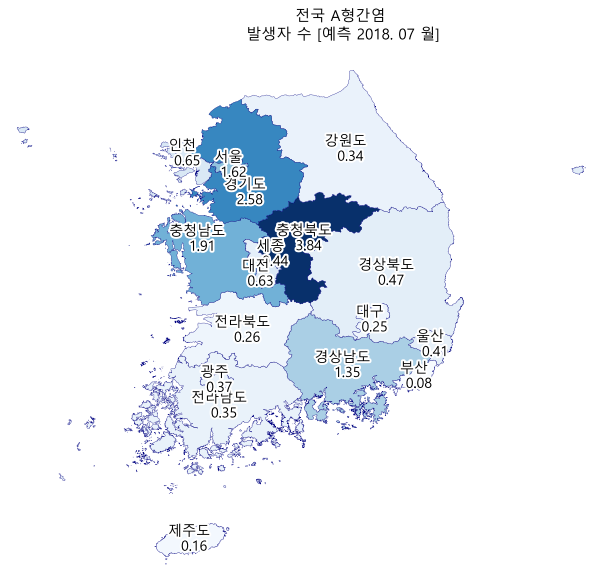 전국 A형간염
발생자 수 [예측 2018. 07 월]
강원도
0.34
인천
0.65
서울
1.62
경기도
2.58
충청남도
1.91
충청북도
3.84
세종
.44
대전
0.63
경상북도
0.47
대구
0.25
전라북도
0.26
울산
0.41
경상남도
1.35
부산
0.08
광주
0.37
전라남도
0.35
제주도
0.16